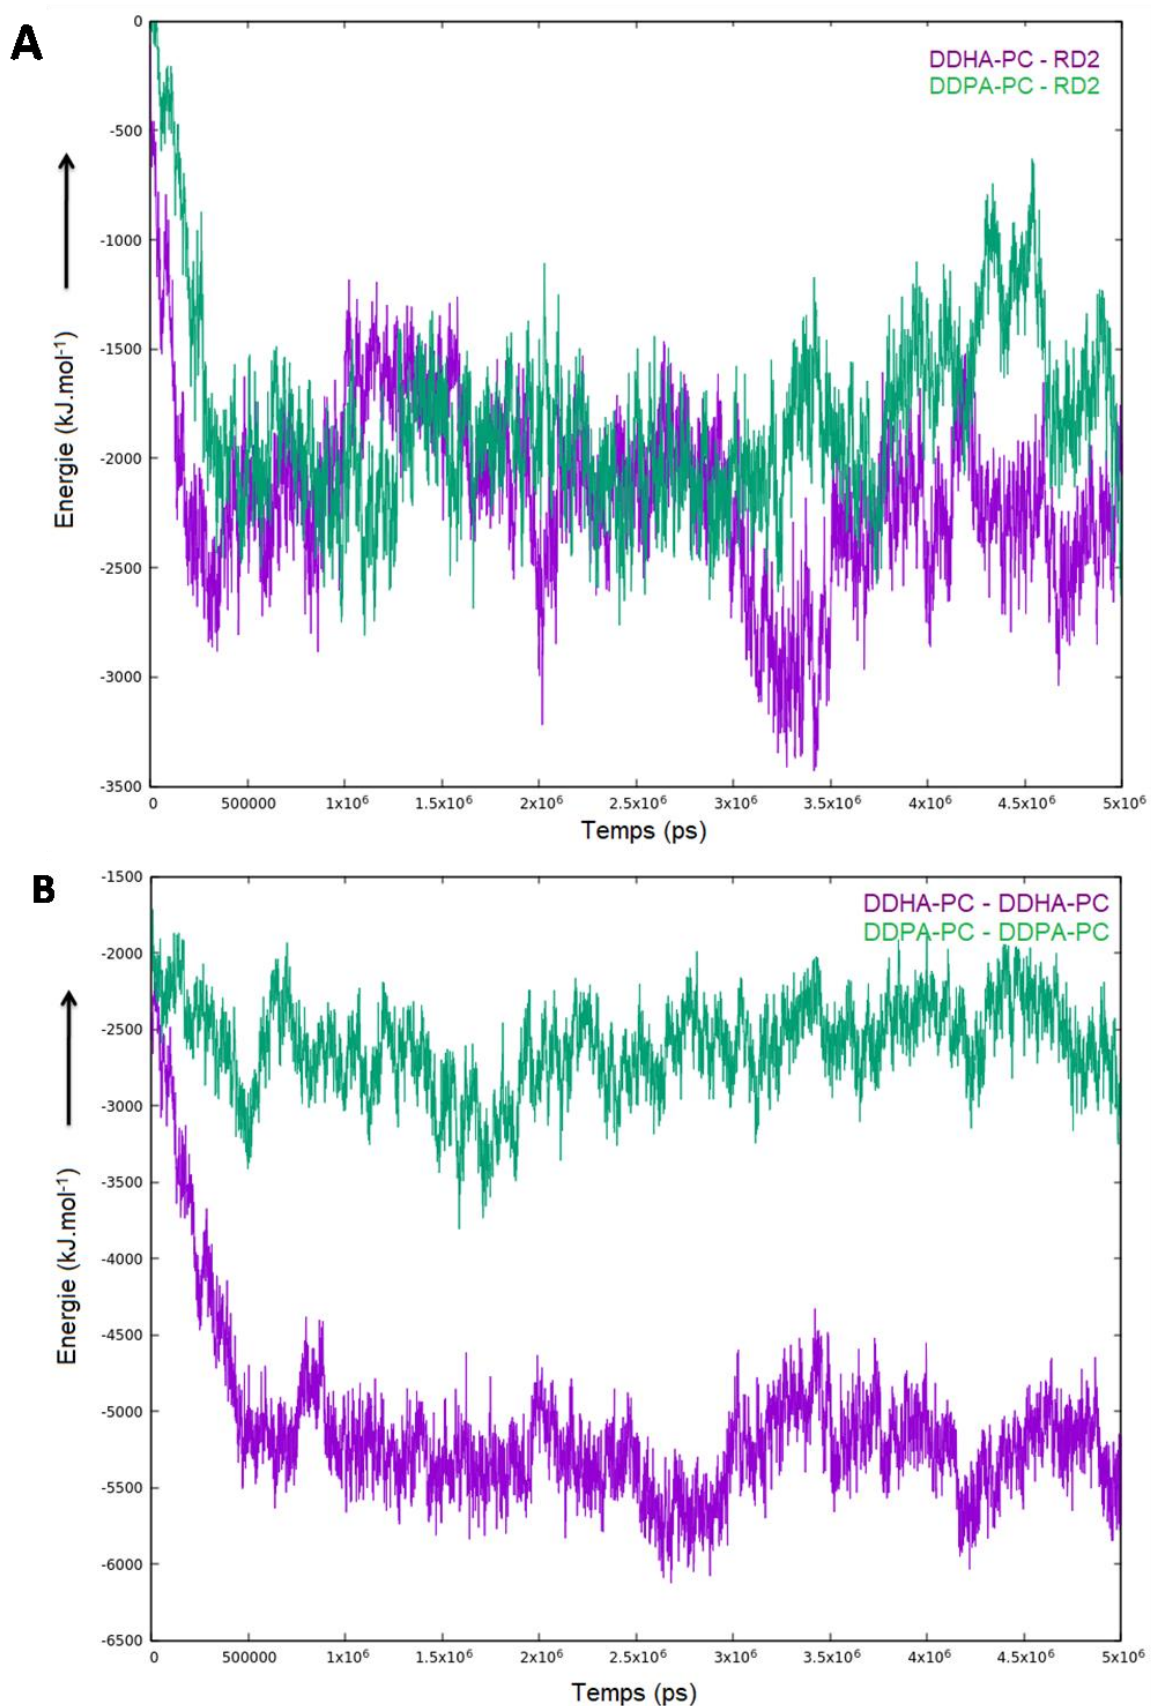 A
DDHA-PC - RD2
DDPA-PC - RD2
0
-500
-1000
-1500
-2000
-2500
-3000
-3500
Energie (kJ.mol⁻¹)
0 500000 1x10⁶ 1.5x10⁶ 2x10⁶ 2.5x10⁶ 3x10⁶ 3.5x10⁶ 4x10⁶ 4.5x10⁶ 5x10⁶
Temps (ps)
B
DDHA-PC - DDHA-PC
DDPA-PC - DDPA-PC
-1500
-2000
-2500
-3000
-3500
-4000
-4500
-5000
-5500
-6000
-6500
Energie (kJ.mol⁻¹)
0 500000 1x10⁶ 1.5x10⁶ 2x10⁶ 2.5x10⁶ 3x10⁶ 3.5x10⁶ 4x10⁶ 4.5x10⁶ 5x10⁶
Temps (ps)